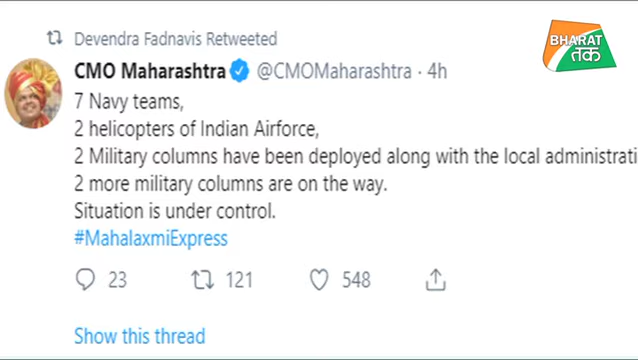 Devendra Fadnavis Retweeted
CMO Maharashtra @CMOMaharashtra · 4h
7 Navy teams,
2 helicopters of Indian Airforce,
2 Military columns have been deployed along with the local administrati
2 more military columns are on the way.
Situation is under control.
#MahalaxmiExpress
23 121 548
Show this thread
BHARAT
तक